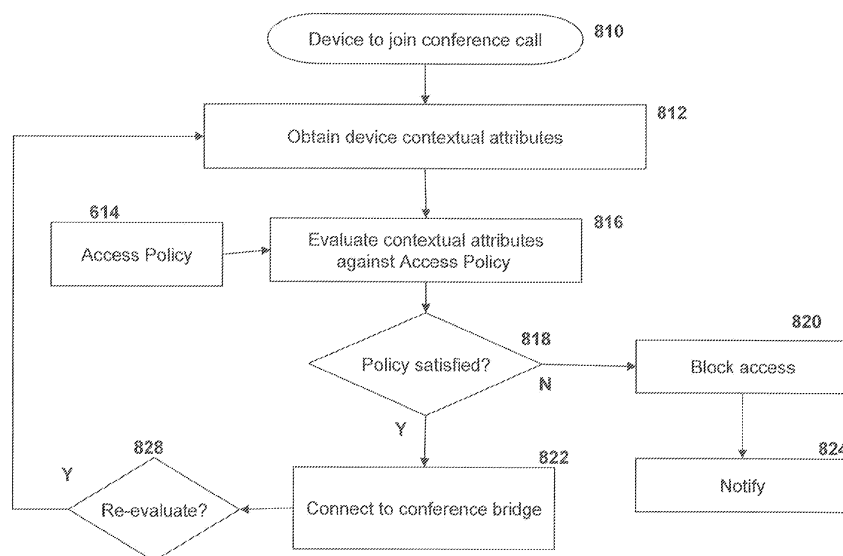 Device to join conference call
810
812
Obtain device contextual attributes
614
Access Policy
816
Evaluate contextual attributes
against Access Policy
818
Policy satisfied?
N
Y
820
Block access
824
Notify
822
Connect to conference bridge
828
Y
Re-evaluate?